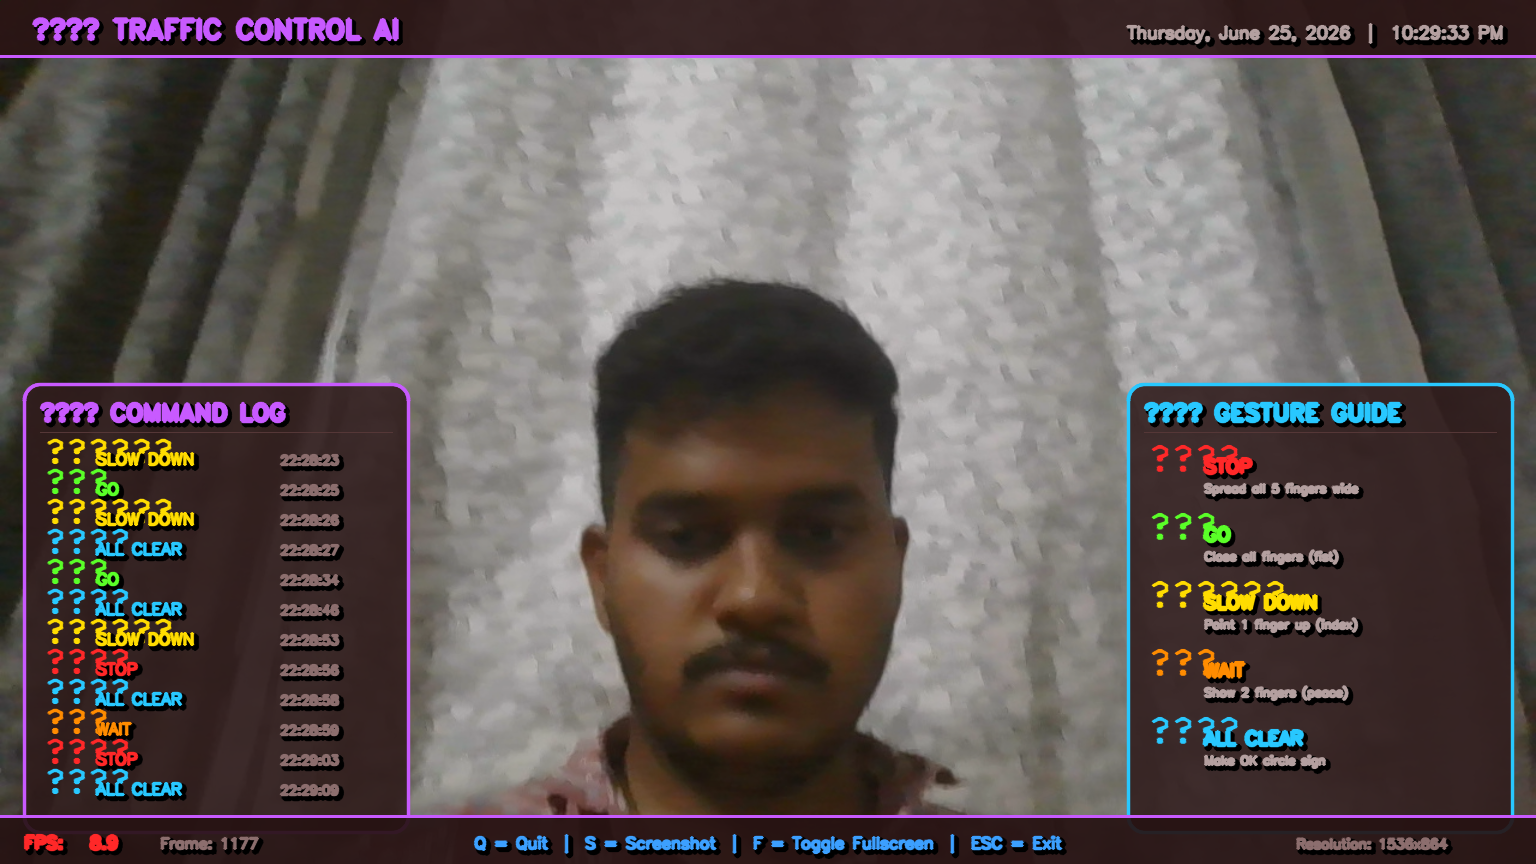 ???? TRAFFIC CONTROL AI
Thursday, June 25, 2026 | 10:29:33 PM
???? COMMAND LOG
?????? SLOW DOWN 22:28:23
??? GO 22:28:25
?????? SLOW DOWN 22:28:26
???? ALL CLEAR 22:28:27
??? GO 22:28:34
???? ALL CLEAR 22:28:46
?????? SLOW DOWN 22:28:53
???? STOP 22:28:56
???? ALL CLEAR 22:28:58
??? WAIT 22:28:59
???? STOP 22:29:03
???? ALL CLEAR 22:29:09
???? GESTURE GUIDE
???? STOP
Spread all 5 fingers wide
??? GO
Close all fingers (fist)
?????? SLOW DOWN
Point 1 finger up (index)
??? WAIT
Show 2 fingers (peace)
???? ALL CLEAR
Make OK circle sign
FPS: 8.9
Frame: 1177
Q = Quit | S = Screenshot | F = Toggle Fullscreen | ESC = Exit
Resolution: 1536x864